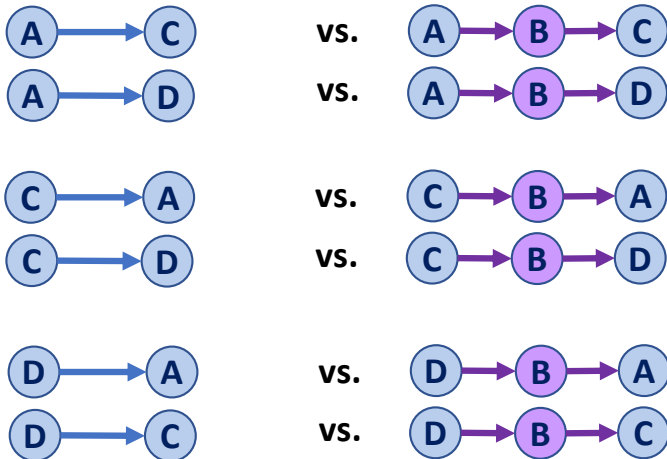 A C vs. A B C
A D vs. A B D
C A vs. C B A
C D vs. C B D
D A vs. D B A
D C vs. D B C